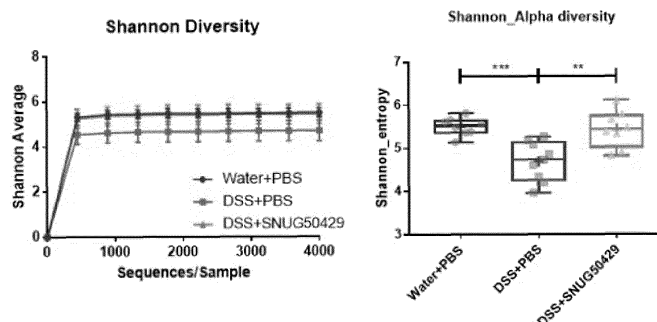 Shannon Diversity
Shannon Average
8
6
4
2
0
0
1000
2000
3000
4000
Sequences/Sample
Water+PBS
DSS+PBS
DSS+SNUG50429
Shannon_Alpha diversity
Shannon_entropy
7
6
5
4
3
***
**
Water+PBS
DSS+PBS
DSS+SNUG50429